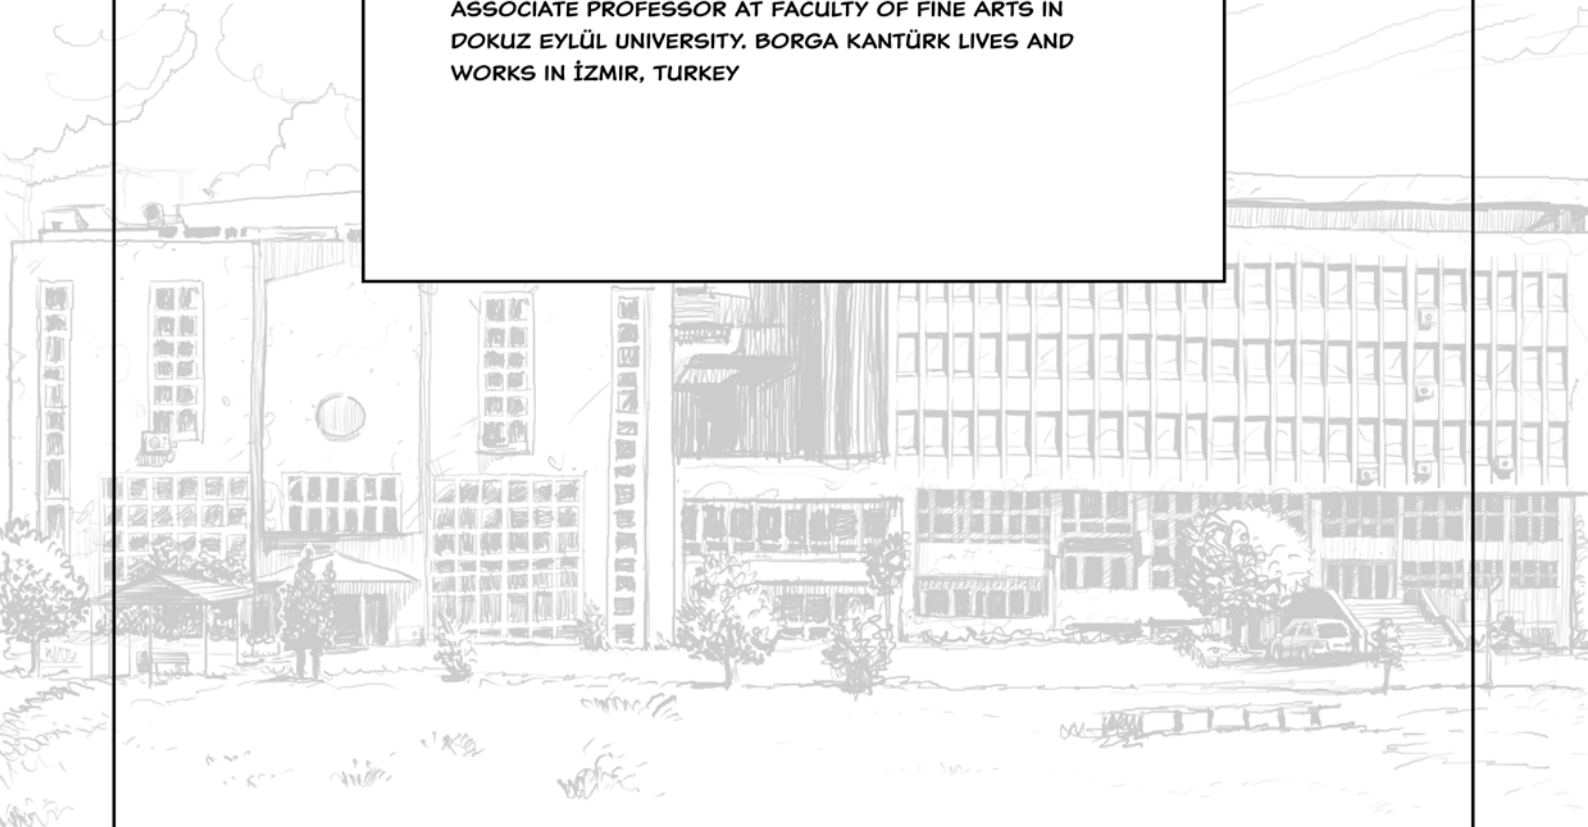 ASSOCIATE PROFESSOR AT FACULTY OF FINE ARTS IN
DOKUZ EYLÜL UNIVERSITY. BORGA KANTÜRK LIVES AND
WORKS IN İZMIR, TURKEY